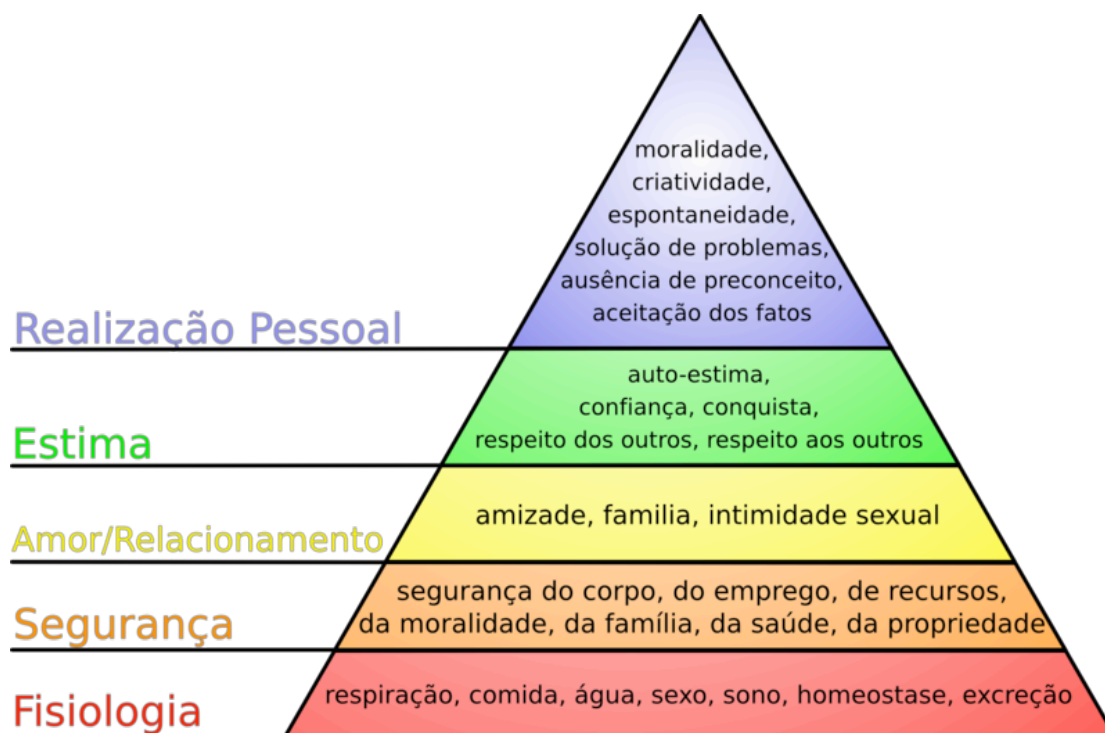 moralidade,
criatividade,
espontaneidade,
solução de problemas,
ausência de preconceito,
aceitação dos fatos
Realização Pessoal
auto-estima,
confiança, conquista,
respeito dos outros, respeito aos outros
Estima
amizade, familia, intimidade sexual
Amor/Relacionamento
segurança do corpo, do emprego, de recursos,
da moralidade, da família, da saúde, da propriedade
Segurança
respiração, comida, água, sexo, sono, homeostase, excreção
Fisiologia